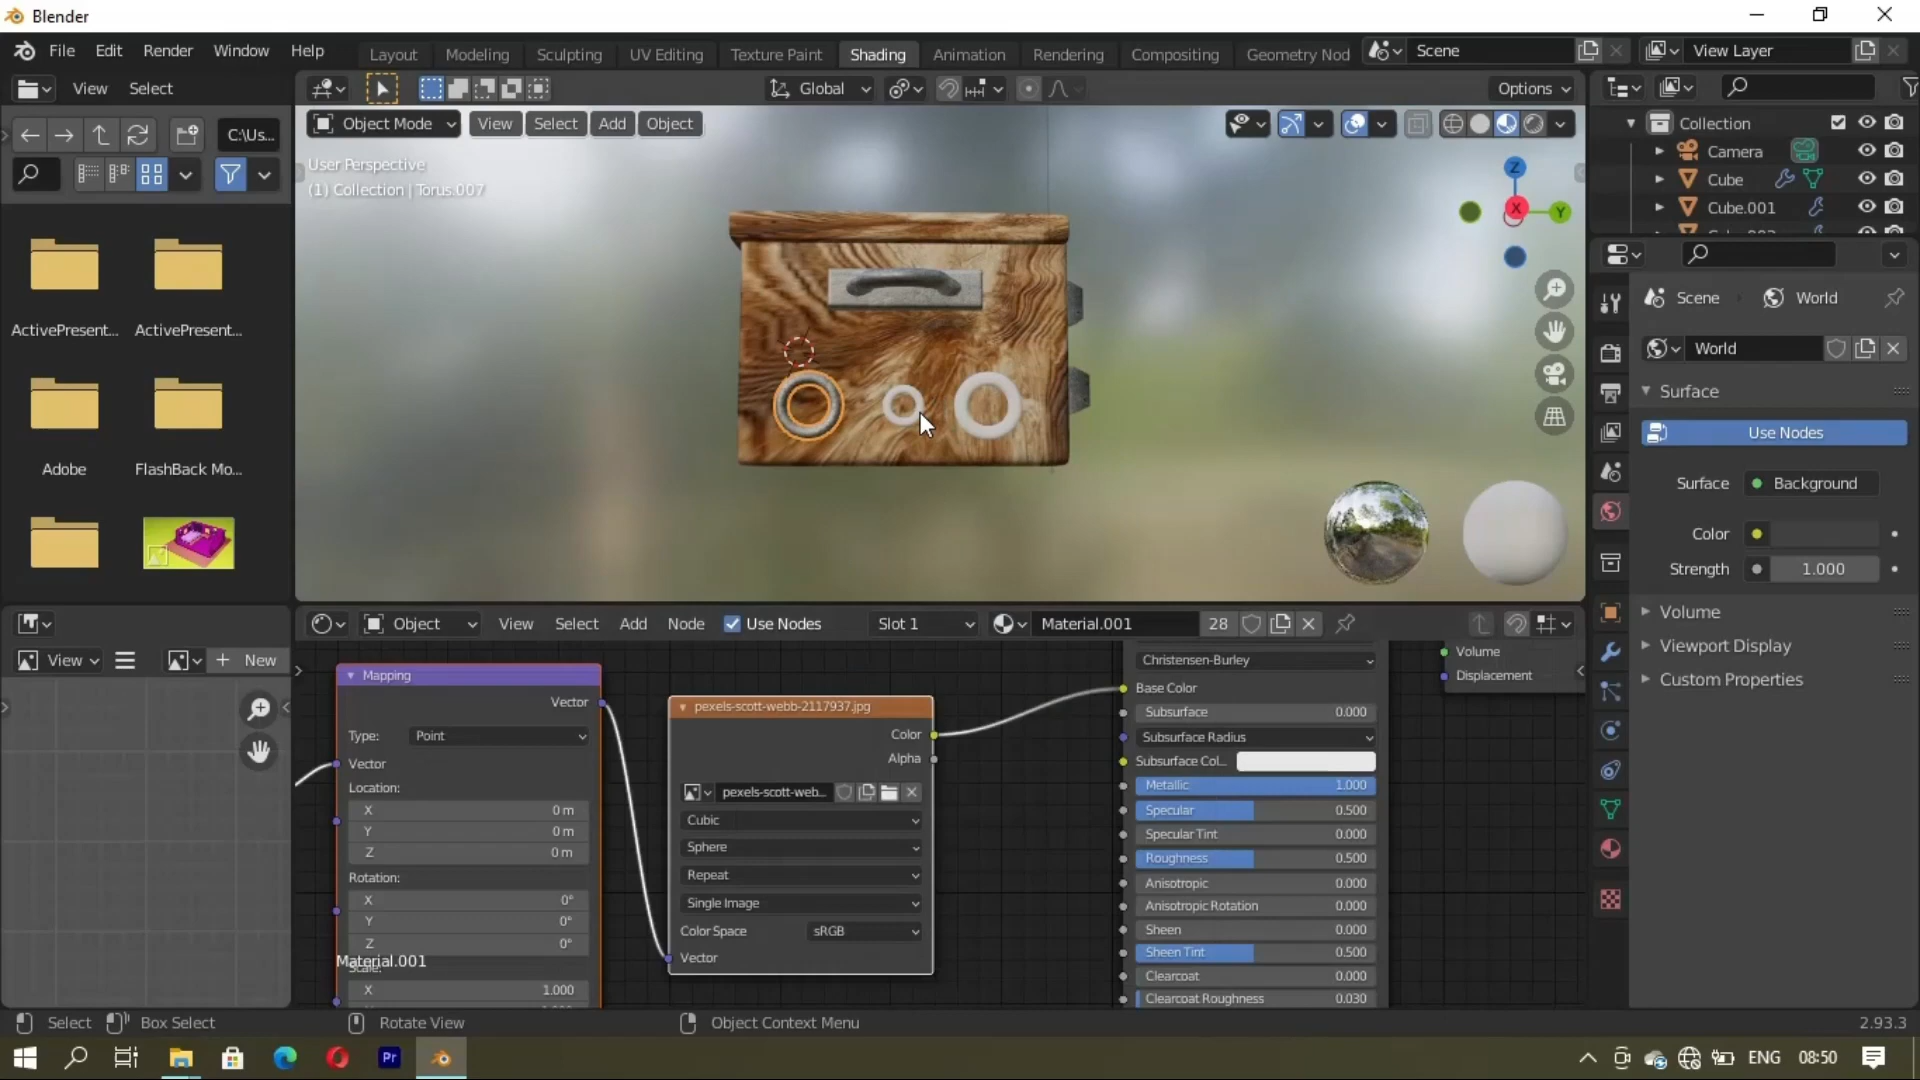 Blender
File Edit Render Window Help
Layout Modeling Sculpting UV Editing Texture Paint Shading Animation Rendering Compositing Geometry Nod
Scene
View Layer
View Select
Global
Options
C:\Us...
Object Mode View Select Add Object
User Perspective
(1) Collection | Torus.007
Z
X
Y
ActivePresent... ActivePresent...
Adobe FlashBack Mo...
Collection
Camera
Cube
Cube.001
Scene World
World
Surface
Use Nodes
Surface Background
Color
Strength 1.000
Volume
Viewport Display
Custom Properties
Object View Select Add Node Use Nodes Slot 1 Material.001 28
View New
Mapping
Vector
Type: Point
Vector
Location:
X 0 m
Y 0 m
Z 0 m
Rotation:
X 0°
Y 0°
Z 0°
Material.001
Scale:
X 1.000
pexels-scott-webb-2117937.jpg
Color
Alpha
pexels-scott-web...
Cubic
Sphere
Repeat
Single Image
Color Space sRGB
Vector
Christensen-Burley
Base Color
Subsurface 0.000
Subsurface Radius
Subsurface Col...
Metallic 1.000
Specular 0.500
Specular Tint 0.000
Roughness 0.500
Anisotropic 0.000
Anisotropic Rotation 0.000
Sheen 0.000
Sheen Tint 0.500
Clearcoat 0.000
Clearcoat Roughness 0.030
Volume
Displacement
Select Box Select Rotate View Object Context Menu 2.93.3
Pr
ENG 08:50